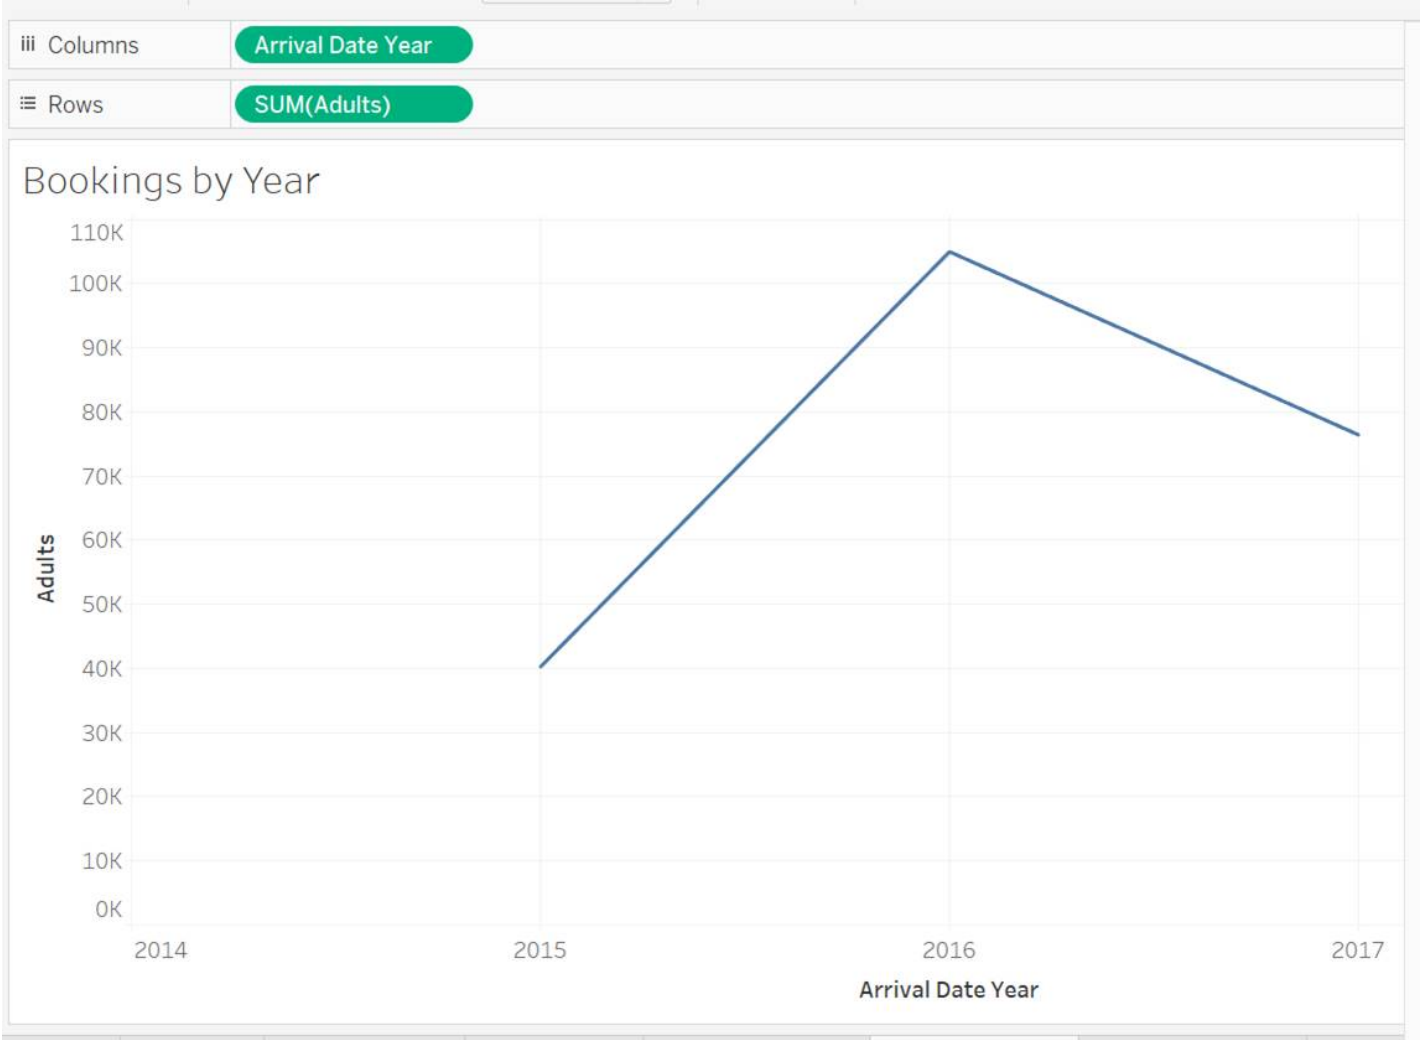 Columns Arrival Date Year
Rows SUM(Adults)
Bookings by Year
110K
100K
90K
80K
70K
60K
50K
40K
30K
20K
10K
0K
Adults
2014 2015 2016 2017
Arrival Date Year